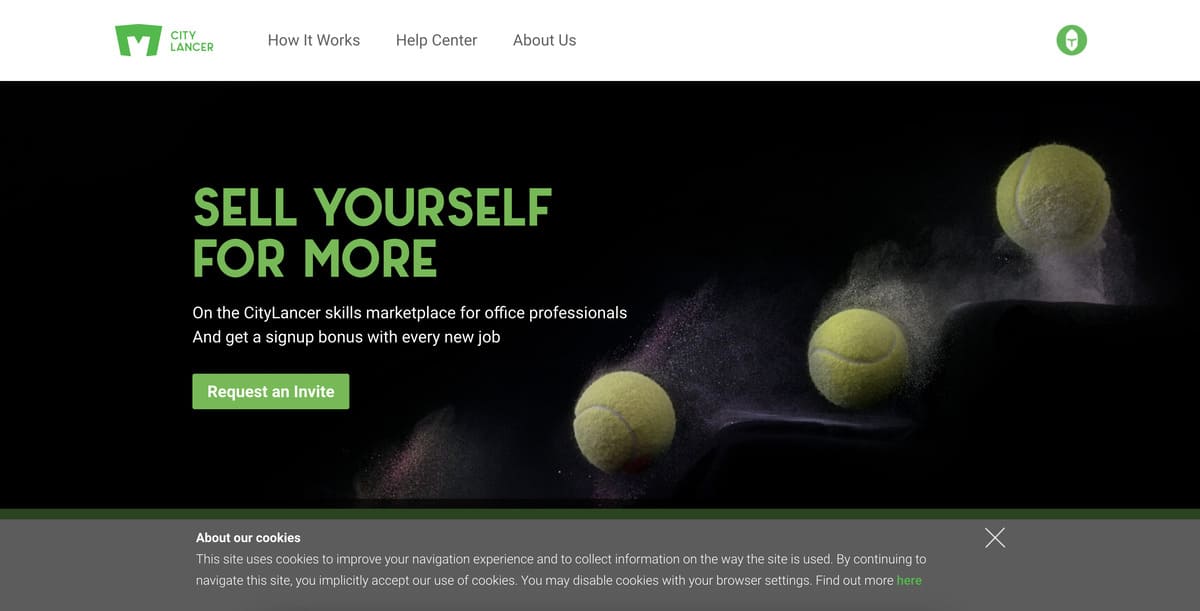 CITY
LANCER
How It Works
Help Center
About Us
SELL YOURSELF
FOR MORE
On the CityLancer skills marketplace for office professionals
And get a signup bonus with every new job
Request an Invite
About our cookies
This site uses cookies to improve your navigation experience and to collect information on the way the site is used. By continuing to
navigate this site, you implicitly accept our use of cookies. You may disable cookies with your browser settings. Find out more here